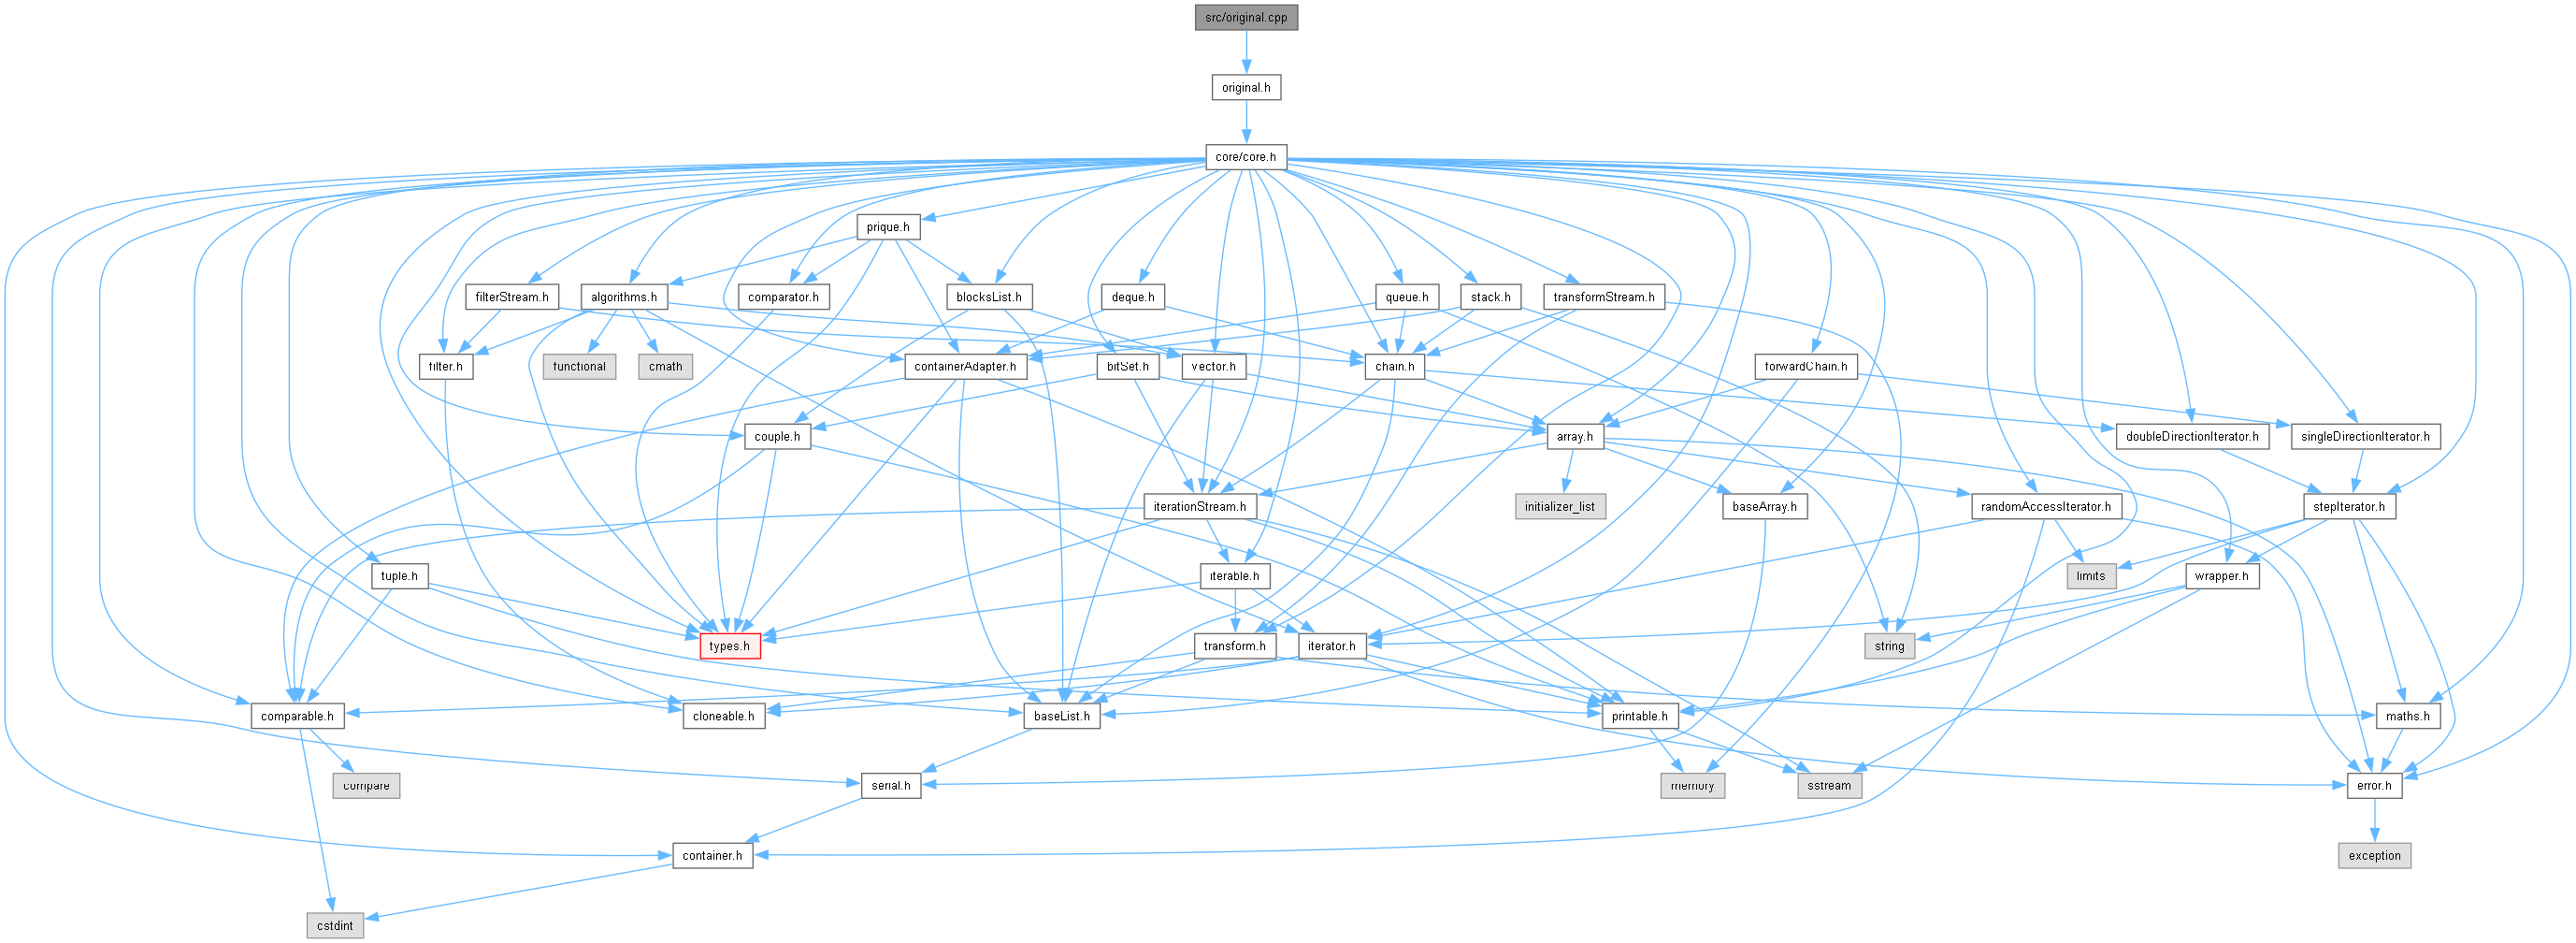 src/original.cpp
original.h
core/core.h
prique.h
filterStream.h
algorithms.h
comparator.h
blocksList.h
deque.h
queue.h
stack.h
transformStream.h
filter.h
functional
cmath
containerAdapter.h
bitSet.h
vector.h
chain.h
forwardChain.h
couple.h
array.h
doubleDirectionIterator.h
singleDirectionIterator.h
iterationStream.h
initializer_list
baseArray.h
randomAccessIterator.h
stepIterator.h
tuple.h
iterable.h
limits
wrapper.h
types.h
transform.h
iterator.h
string
comparable.h
cloneable.h
baseList.h
printable.h
maths.h
compare
serial.h
memory
sstream
error.h
container.h
exception
cstdint